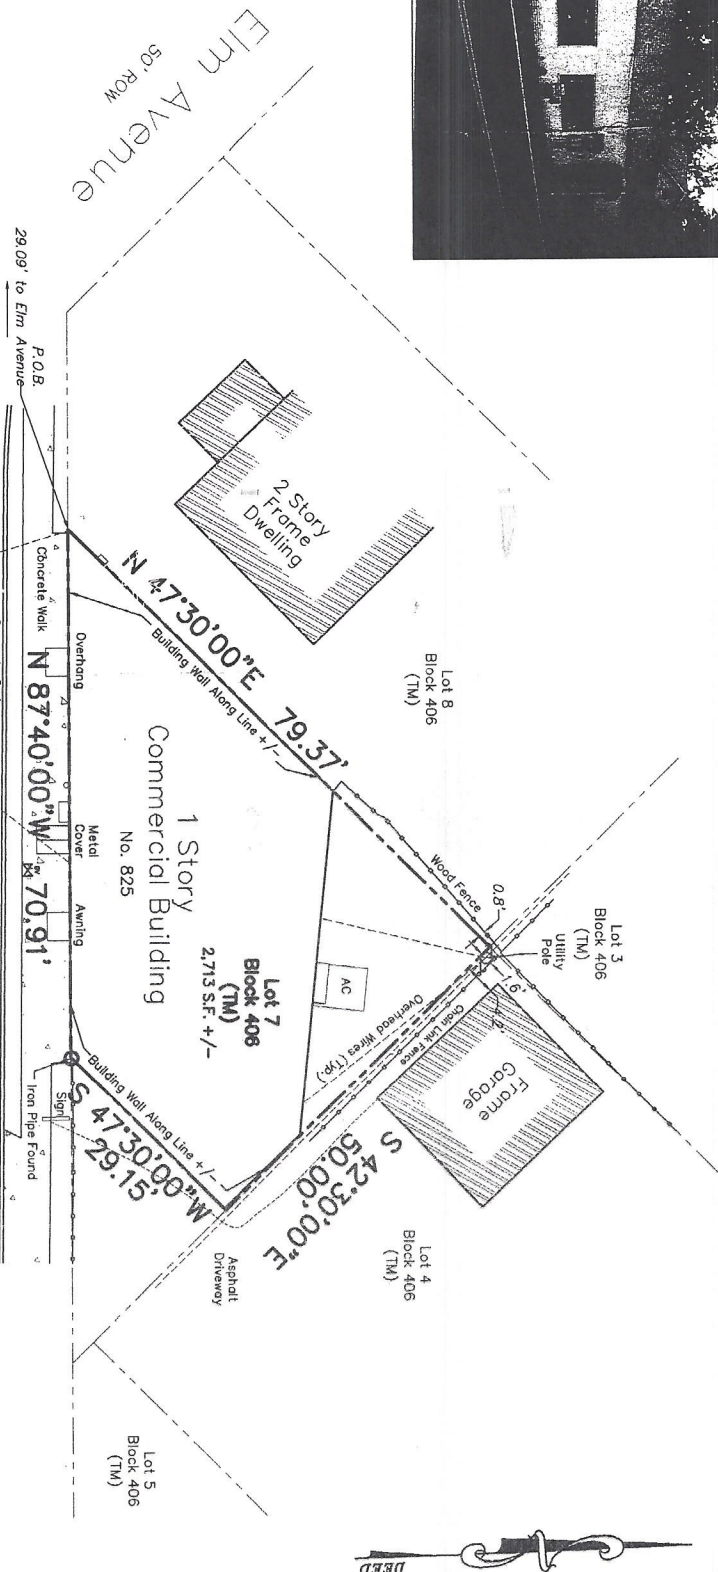 Elm Avenue
50' ROW
P.O.B.
29.09' to Elm Avenue
2 Story
Frame
Dwelling
Lot 8
Block 406
(TM)
N 47°30'00"E 79.37'
Building Wall Along Line +/-
Concrete Walk
Overhang
N 87°40'00"W 70.91'
Metal
Cover
Awning
1 Story
Commercial Building
No. 825
Lot 7
Block 406
(TM)
2,713 S.F. +/-
AC
Wood Fence
0.8'
Lot 3
Block 406
(TM)
Utility
Pole
Overhead Wires (Typ.)
Chain Link Fence
Frame
Garage
S 42°30'00"E
50.00'
Building Wall Along Line +/-
Sign
Iron Pipe Found
S 47°30'00"W
29.15'
Asphalt
Driveway
Lot 4
Block 406
(TM)
Lot 5
Block 406
(TM)
DEED